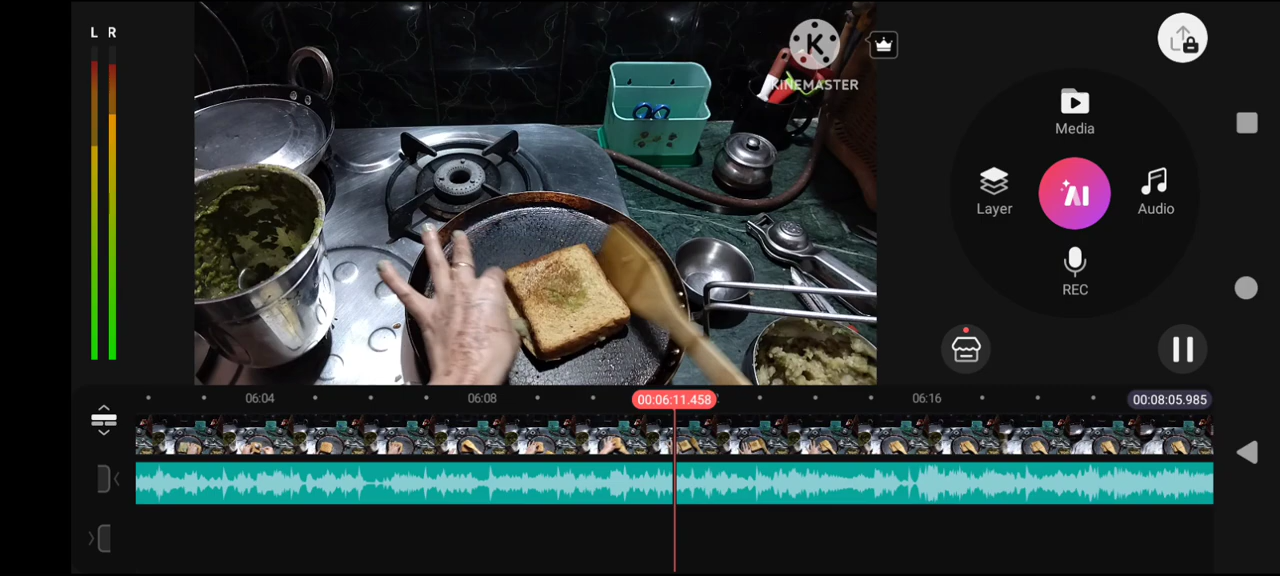 L R
K
KINEMASTER
Media
Layer
AI
Audio
REC
06:04
06:08
00:06:11.458
06:16
00:08:05.985